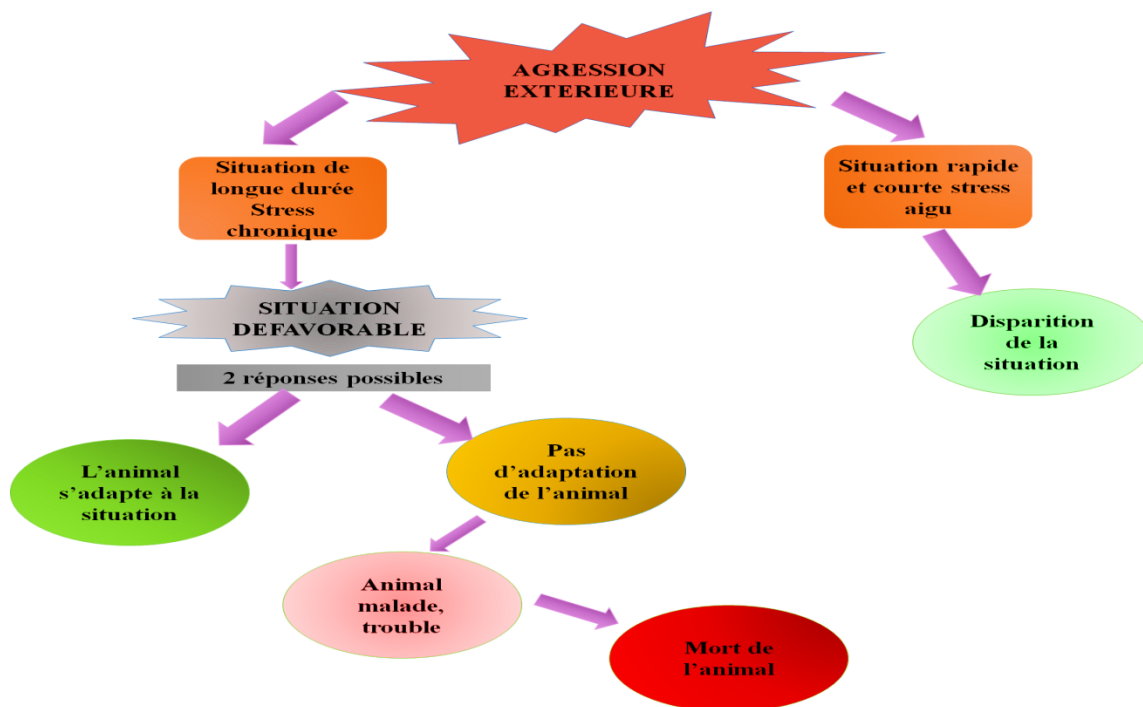 AGRESSION
EXTERIEURE
Situation de
longue durée
Stress
chronique
Situation rapide
et courte stress
aigu
SITUATION
DEFAVORABLE
Disparition
de la
situation
2 réponses possibles
L’animal
s’adapte à la
situation
Pas
d’adaptation
de l’animal
Animal
malade,
trouble
Mort de
l’animal